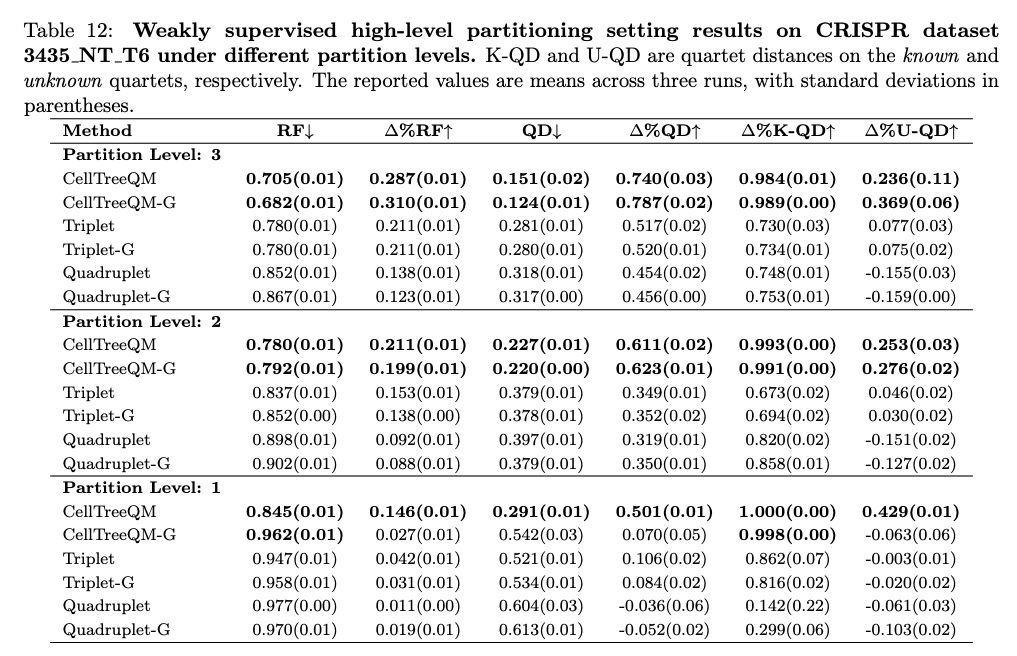 Table 12: Weakly supervised high-level partitioning setting results on CRISPR dataset
3435_NT_T6 under different partition levels. K-QD and U-QD are quartet distances on the known and
unknown quartets, respectively. The reported values are means across three runs, with standard deviations in
parentheses.
Method RF↓ Δ%RF↑ QD↓ Δ%QD↑ Δ%K-QD↑ Δ%U-QD↑
Partition Level: 3
CellTreeQM 0.705(0.01) 0.287(0.01) 0.151(0.02) 0.740(0.03) 0.984(0.01) 0.236(0.11)
CellTreeQM-G 0.682(0.01) 0.310(0.01) 0.124(0.01) 0.787(0.02) 0.989(0.00) 0.369(0.06)
Triplet 0.780(0.01) 0.211(0.01) 0.281(0.01) 0.517(0.02) 0.730(0.03) 0.077(0.03)
Triplet-G 0.780(0.01) 0.211(0.01) 0.280(0.01) 0.520(0.01) 0.734(0.01) 0.075(0.02)
Quadruplet 0.852(0.01) 0.138(0.01) 0.318(0.01) 0.454(0.02) 0.748(0.01) -0.155(0.03)
Quadruplet-G 0.867(0.01) 0.123(0.01) 0.317(0.00) 0.456(0.00) 0.753(0.01) -0.159(0.00)
Partition Level: 2
CellTreeQM 0.780(0.01) 0.211(0.01) 0.227(0.01) 0.611(0.02) 0.993(0.00) 0.253(0.03)
CellTreeQM-G 0.792(0.01) 0.199(0.01) 0.220(0.00) 0.623(0.01) 0.991(0.00) 0.276(0.02)
Triplet 0.837(0.01) 0.153(0.01) 0.379(0.01) 0.349(0.01) 0.673(0.02) 0.046(0.02)
Triplet-G 0.852(0.00) 0.138(0.00) 0.378(0.01) 0.352(0.02) 0.694(0.02) 0.030(0.02)
Quadruplet 0.898(0.01) 0.092(0.01) 0.397(0.01) 0.319(0.01) 0.820(0.02) -0.151(0.02)
Quadruplet-G 0.902(0.01) 0.088(0.01) 0.379(0.01) 0.350(0.01) 0.858(0.01) -0.127(0.02)
Partition Level: 1
CellTreeQM 0.845(0.01) 0.146(0.01) 0.291(0.01) 0.501(0.01) 1.000(0.00) 0.429(0.01)
CellTreeQM-G 0.962(0.01) 0.027(0.01) 0.542(0.03) 0.070(0.05) 0.998(0.00) -0.063(0.06)
Triplet 0.947(0.01) 0.042(0.01) 0.521(0.01) 0.106(0.02) 0.862(0.07) -0.003(0.01)
Triplet-G 0.958(0.01) 0.031(0.01) 0.534(0.01) 0.084(0.02) 0.816(0.02) -0.020(0.02)
Quadruplet 0.977(0.00) 0.011(0.00) 0.604(0.03) -0.036(0.06) 0.142(0.22) -0.061(0.03)
Quadruplet-G 0.970(0.01) 0.019(0.01) 0.613(0.01) -0.052(0.02) 0.299(0.06) -0.103(0.02)